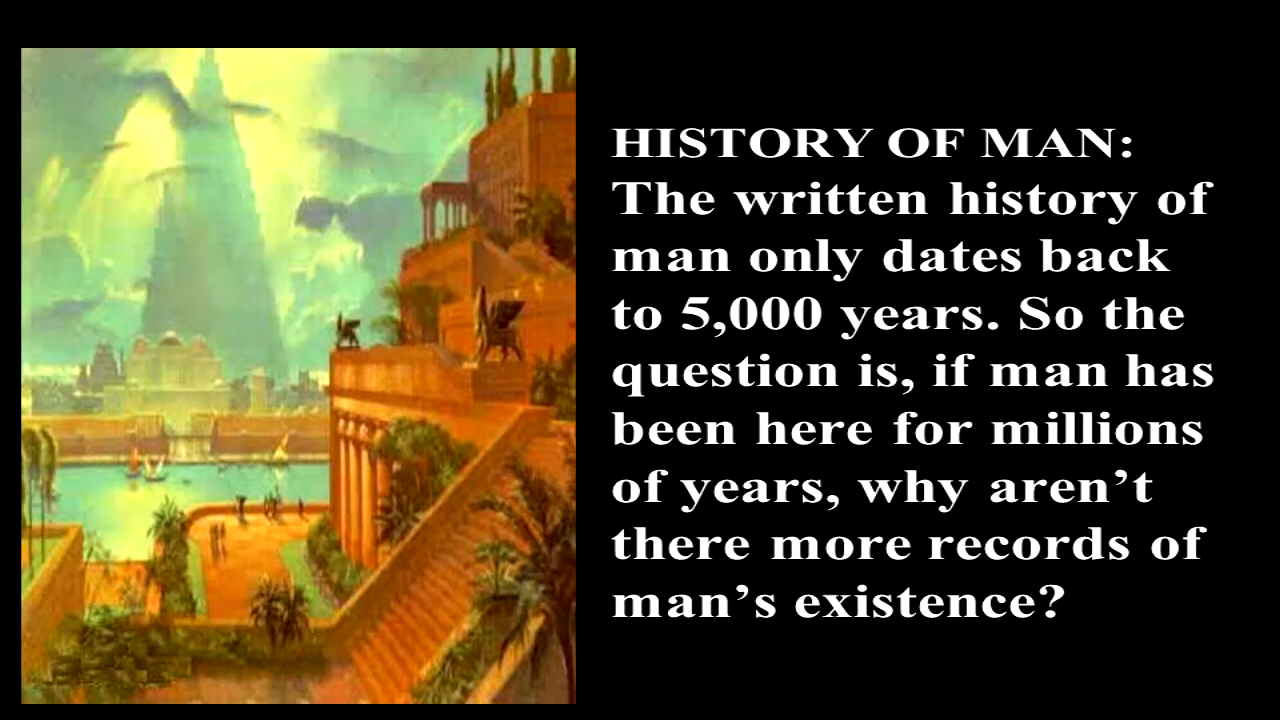 HISTORY OF MAN:
The written history of
man only dates back
to 5,000 years. So the
question is, if man has
been here for millions
of years, why aren’t
there more records of
man’s existence?